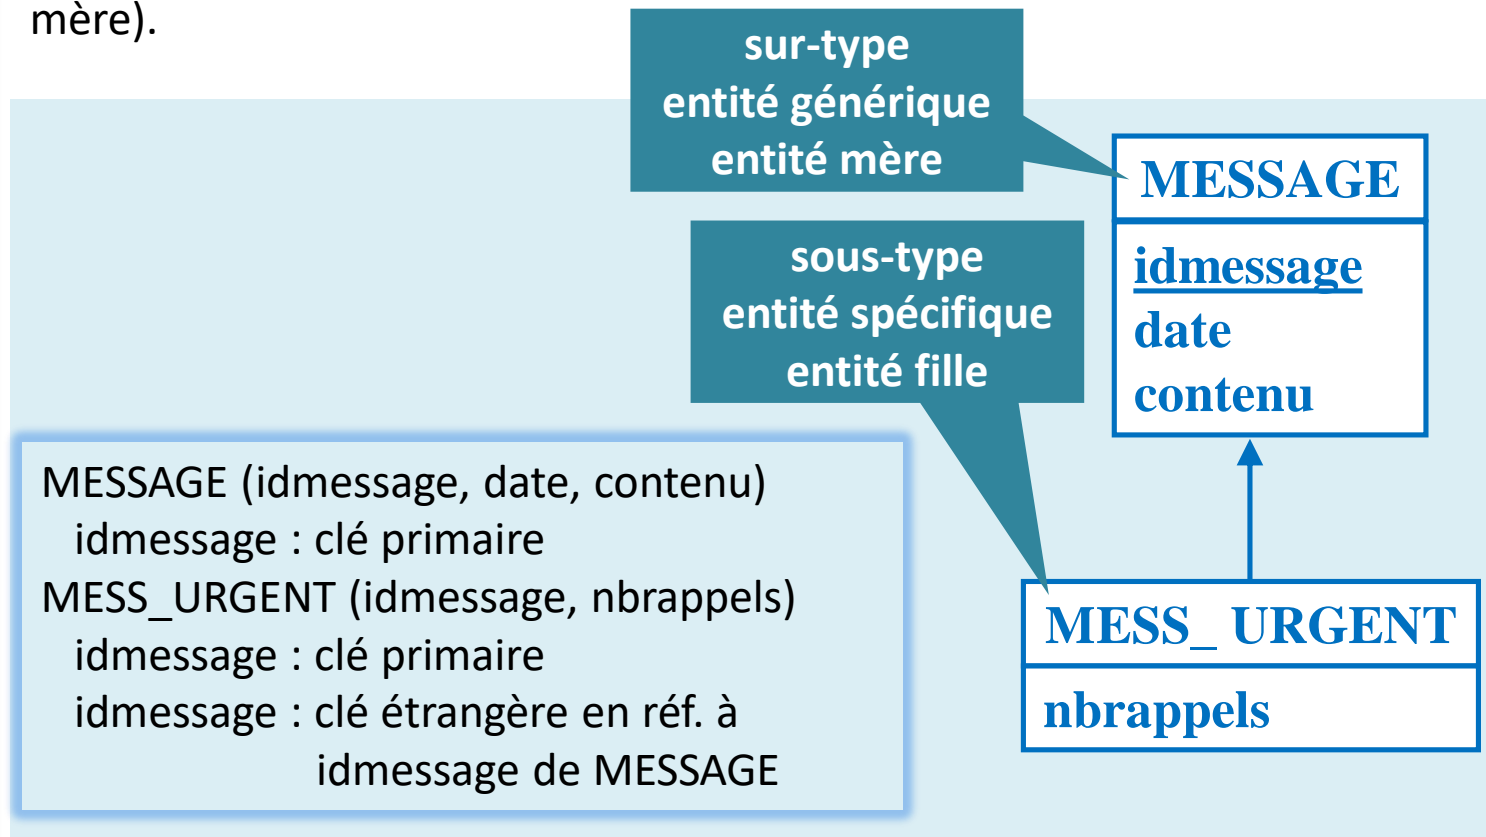 mère).
sur-type
entité générique
entité mère
MESSAGE
idmessage
date
contenu
sous-type
entité spécifique
entité fille
MESSAGE (idmessage, date, contenu)
idmessage : clé primaire
MESS_URGENT (idmessage, nbrappels)
idmessage : clé primaire
idmessage : clé étrangère en réf. à
idmessage de MESSAGE
MESS_ URGENT
nbrappels